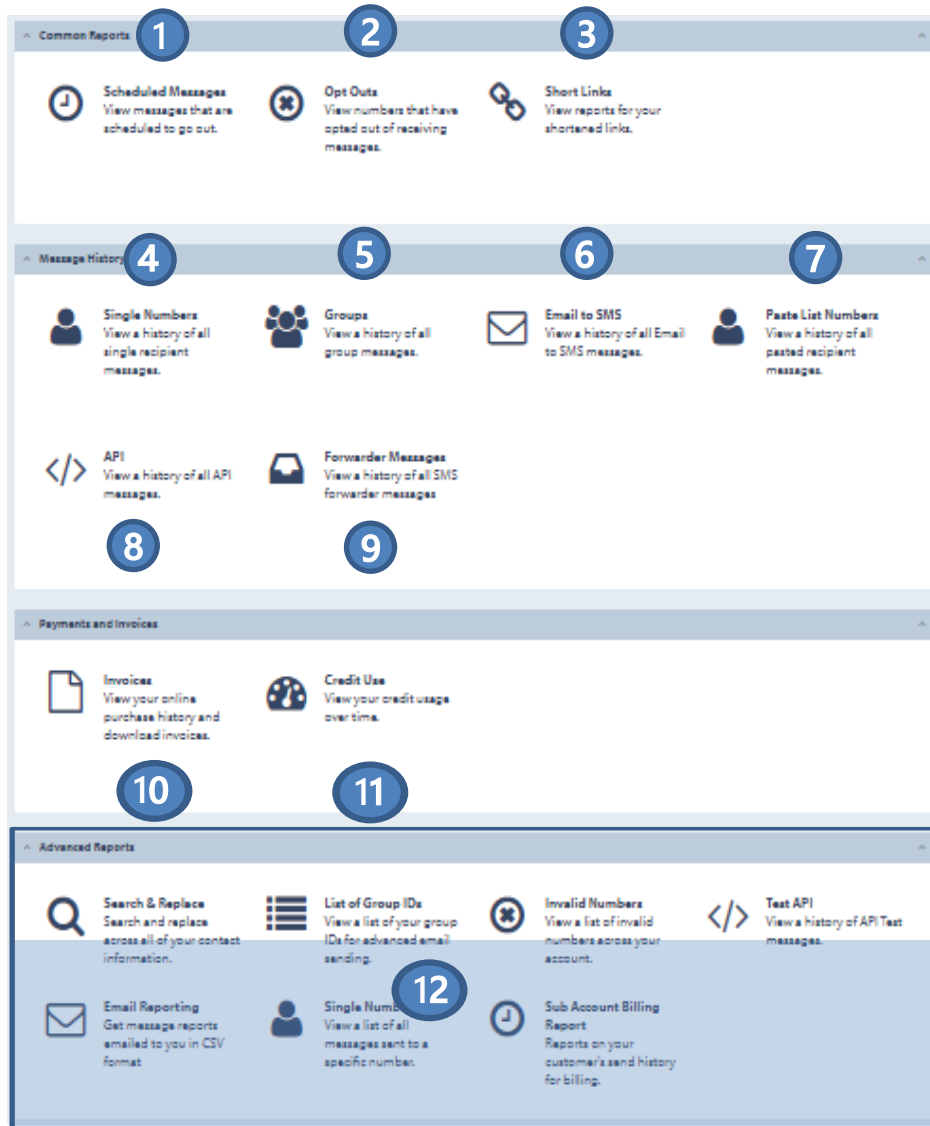 Common Reports
1
2
3
Scheduled Messages
View messages that are
scheduled to go out.
Opt Outs
View numbers that have
opted out of receiving
messages.
Short Links
View reports for your
shortened links.
Message History
4
5
6
7
Single Numbers
View a history of all
single recipient
messages.
Groups
View a history of all
group messages.
Email to SMS
View a history of all Email
to SMS messages.
Paste List Numbers
View a history of all
pasted recipient
messages.
API
View a history of all API
messages.
Forwarder Messages
View a history of all SMS
forwarder messages
8
9
Payments and Invoices
Invoices
View your online
purchase history and
download invoices.
Credit Use
View your credit usage
over time.
10
11
Advanced Reports
Search & Replace
Search and replace
across all of your contact
information.
List of Group IDs
View a list of your group
IDs for advanced email
sending.
Invalid Numbers
View a list of invalid
numbers across your
account.
Test API
View a history of API Test
messages.
12
Email Reporting
Get message reports
emailed to you in CSV
format
Single Num
View a list of all
messages sent to a
specific number.
Sub Account Billing
Report
Reports on your
customer's send history
for billing.